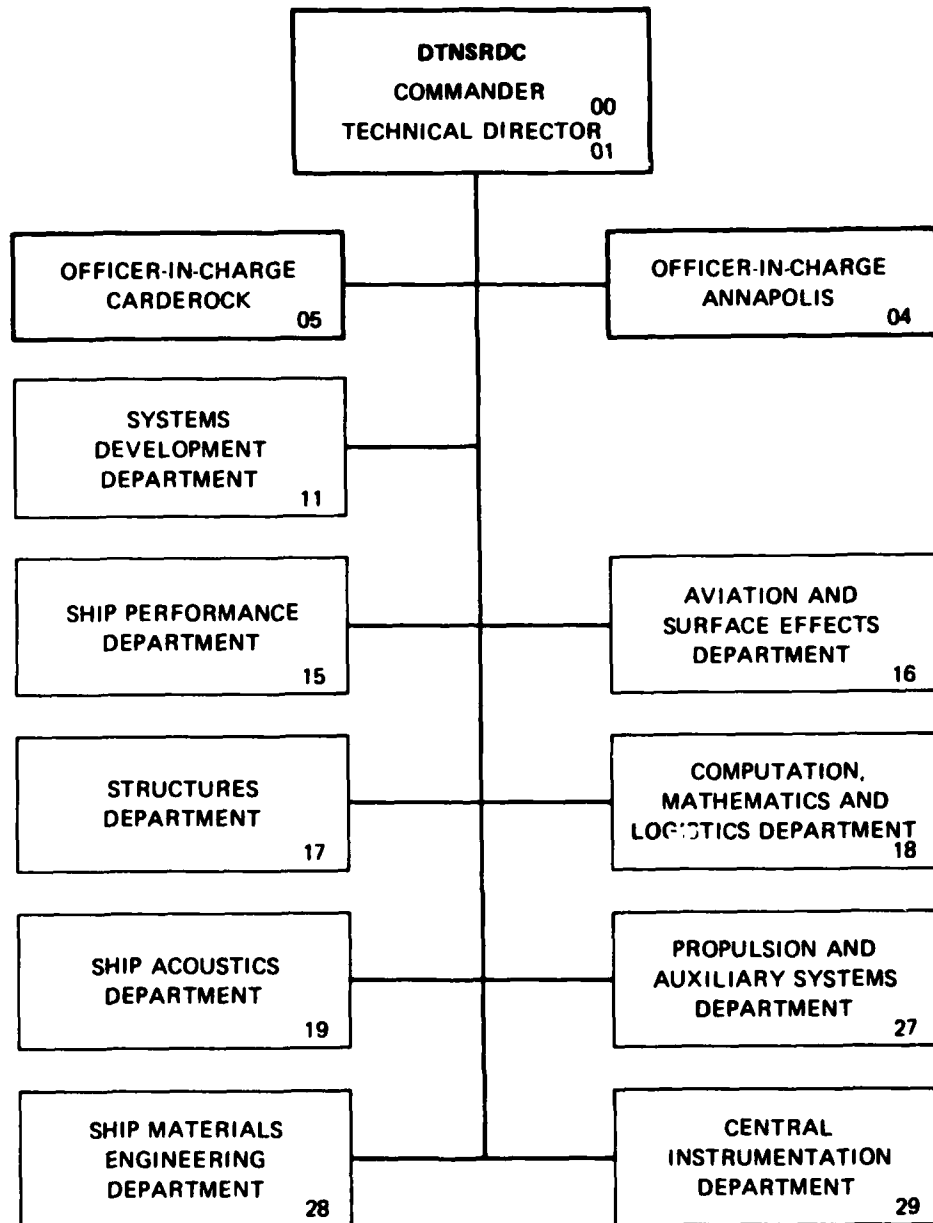 DTNSRDC
COMMANDER
00
TECHNICAL DIRECTOR
01
OFFICER-IN-CHARGE
CARDEROCK
05
OFFICER-IN-CHARGE
ANNAPOLIS
04
SYSTEMS
DEVELOPMENT
DEPARTMENT
11
SHIP PERFORMANCE
DEPARTMENT
15
AVIATION AND
SURFACE EFFECTS
DEPARTMENT
16
STRUCTURES
DEPARTMENT
17
COMPUTATION,
MATHEMATICS AND
LOGISTICS DEPARTMENT
18
SHIP ACOUSTICS
DEPARTMENT
19
PROPULSION AND
AUXILIARY SYSTEMS
DEPARTMENT
27
SHIP MATERIALS
ENGINEERING
DEPARTMENT
28
CENTRAL
INSTRUMENTATION
DEPARTMENT
29